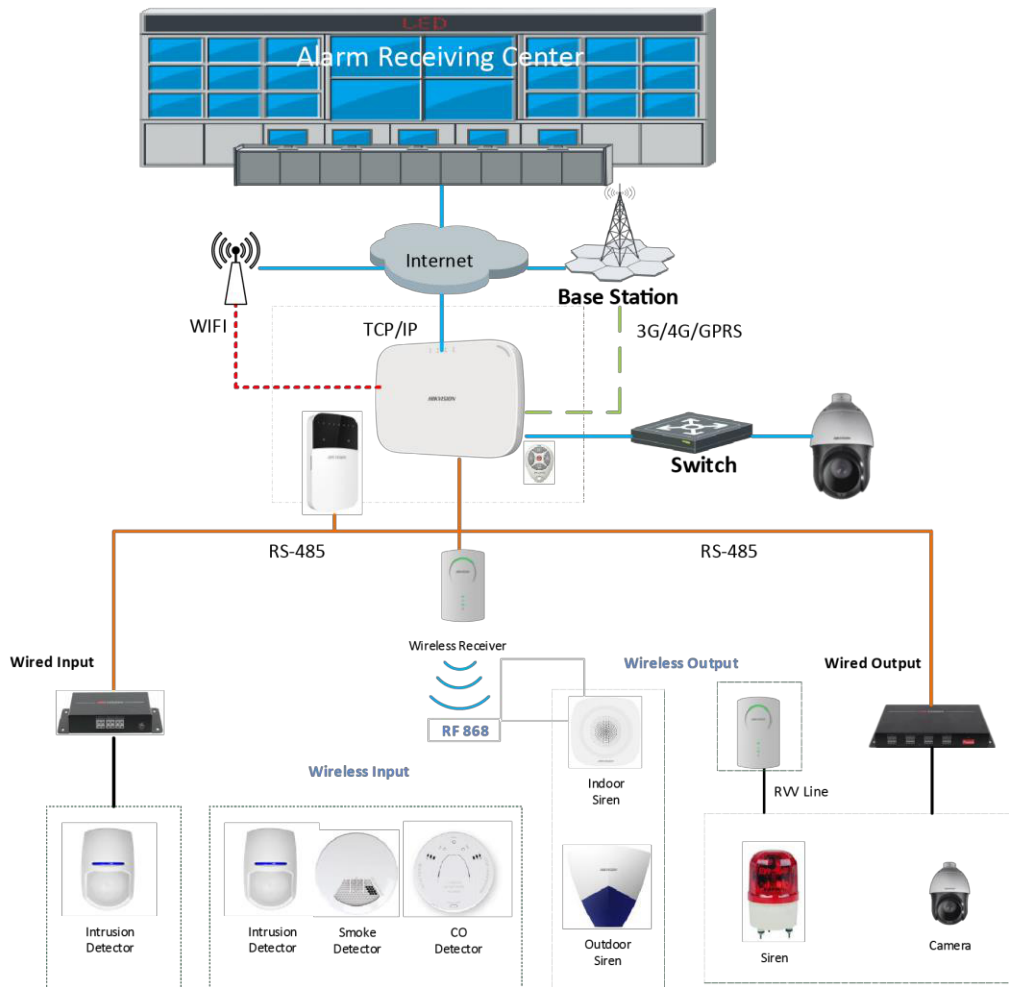 LED
Alarm Receiving Center
Internet
Base Station
WIFI
TCP/IP
3G/4G/GPRS
HIKVISION
Switch
RS-485
RS-485
Wireless Receiver
Wired Input
Wireless Output
Wired Output
RF 868
Wireless Input
Indoor
Siren
RVV Line
Intrusion
Detector
Intrusion
Detector
Smoke
Detector
CO
Detector
Outdoor
Siren
Siren
Camera